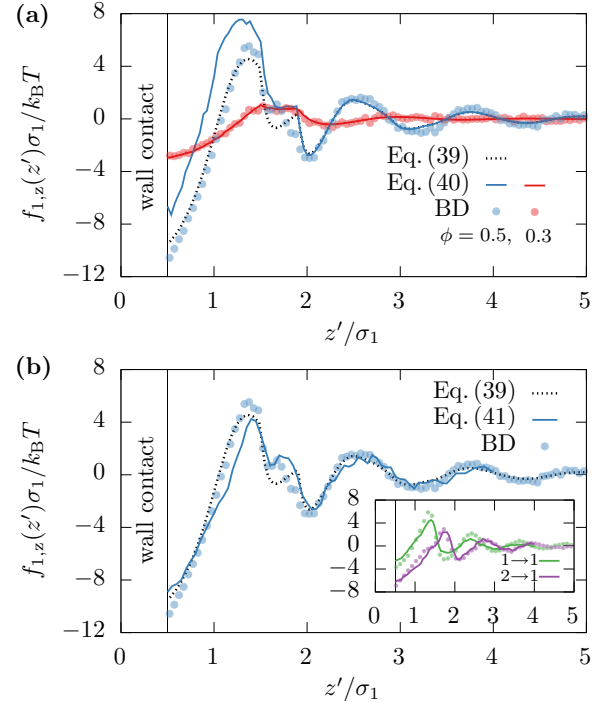 (a)
f1,z(z′)σ1/kBT
8
4
0
−4
−8
−12
wall contact
Eq. (39)
Eq. (40)
BD
ϕ = 0.5, 0.3
0 1 2 3 4 5
z′/σ1
(b)
f1,z(z′)σ1/kBT
8
4
0
−4
−8
−12
wall contact
Eq. (39)
Eq. (41)
BD
8
4
0
−4
−8
1→1
2→1
0 1 2 3 4 5
0 1 2 3 4 5
z′/σ1